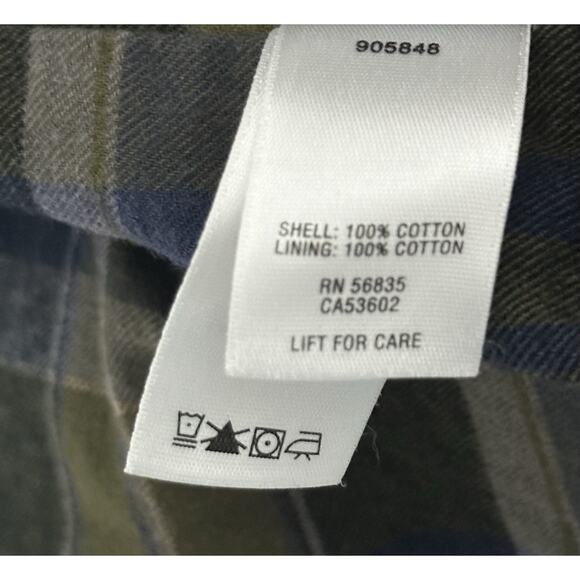 905848
SHELL: 100% COTTON
LINING: 100% COTTON
RN 56835
CA53602
LIFT FOR CARE